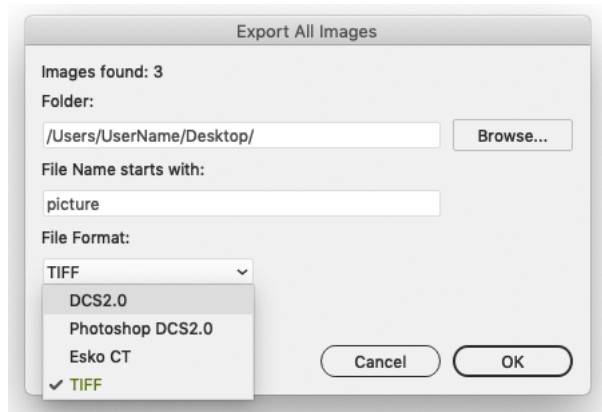 Export All Images
Images found: 3
Folder:
/Users/UserName/Desktop/
Browse...
File Name starts with:
picture
File Format:
TIFF
DCS2.0
Photoshop DCS2.0
Esko CT
✓ TIFF
Cancel
OK